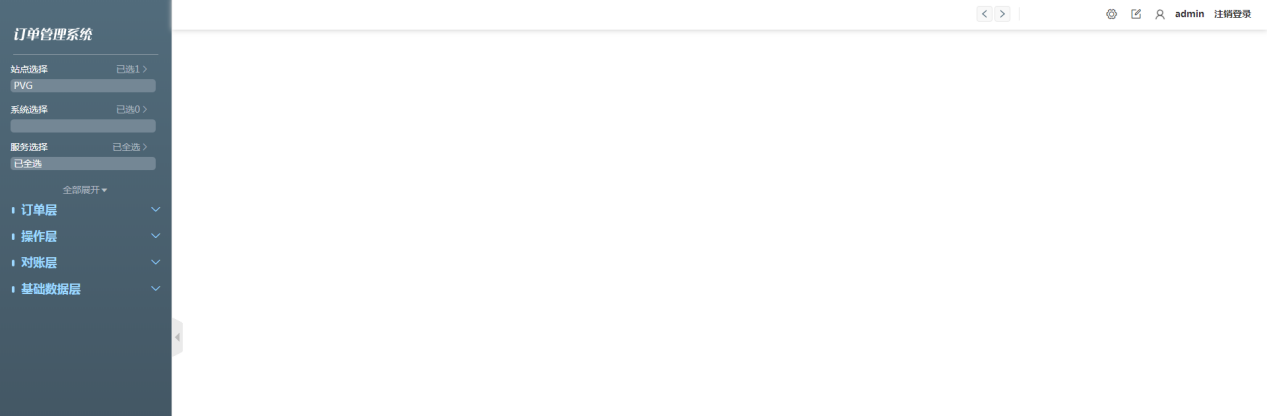 订单管理系统
admin 注销登录
站点选择 已选1
PVG
系统选择 已选0
服务选择 已全选
已全选
全部展开
订单层
操作层
对账层
基础数据层